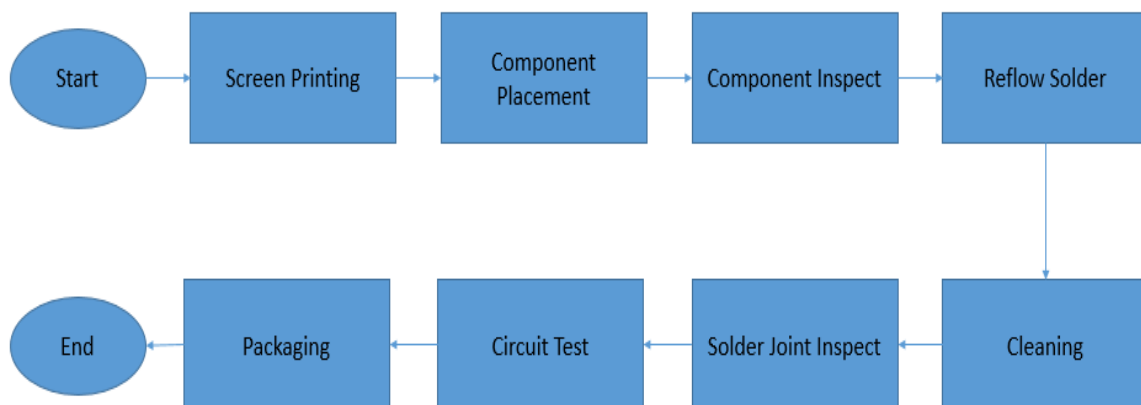 Start
Screen Printing
Component
Placement
Component Inspect
Reflow Solder
End
Packaging
Circuit Test
Solder Joint Inspect
Cleaning